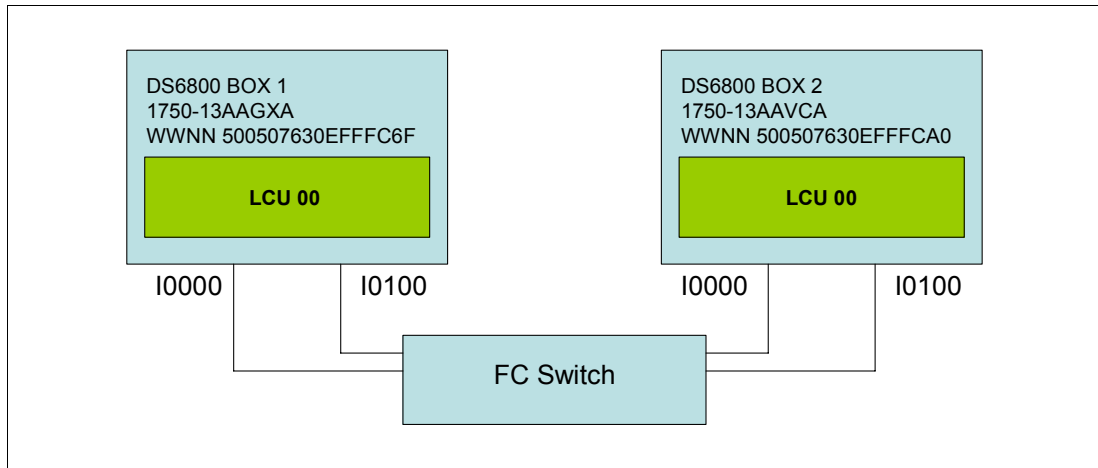 DS6800 BOX 1
1750-13AAGXA
WWNN 500507630EFFFC6F
LCU 00
I0000
I0100
DS6800 BOX 2
1750-13AAVCA
WWNN 500507630EFFFCA0
LCU 00
I0000
I0100
FC Switch